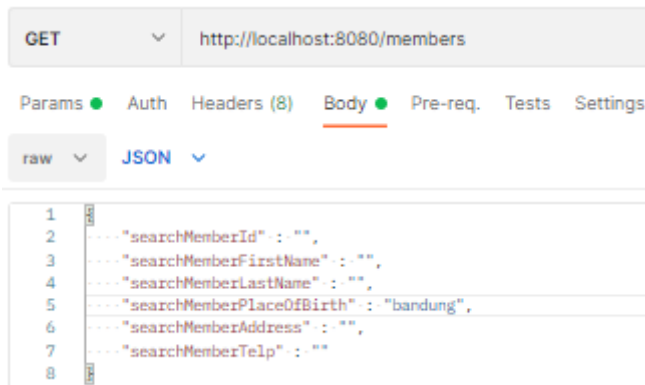 GET http://localhost:8080/members
Params Auth Headers (8) Body Pre-req. Tests Settings
raw JSON
1 {
2 "searchMemberId" : "",
3 "searchMemberFirstName" : "",
4 "searchMemberLastName" : "",
5 "searchMemberPlaceOfBirth" : "bandung",
6 "searchMemberAddress" : "",
7 "searchMemberTelp" : ""
8 }